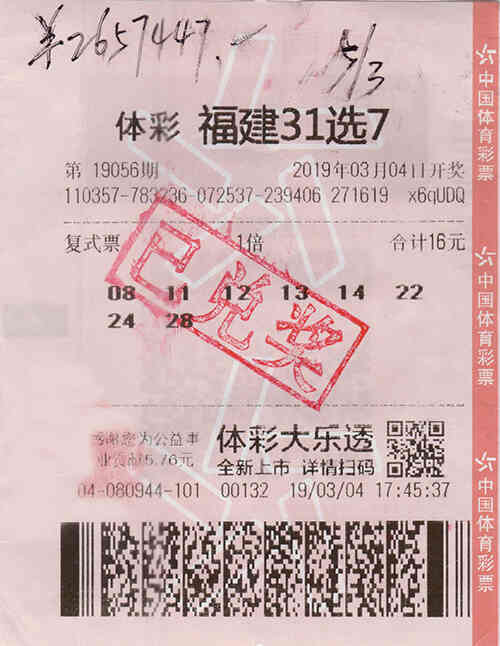 ¥2657447.-
5/3
体彩 福建31选7
第 19056期 2019年03月04日开奖
110357-783236-072537-239406 271619 x6qUDQ
复式票 1倍 合计16元
08 11 12 13 14 22
24 28
已兑奖
感谢您为公益事
业贡献5.76元
体彩大乐透
全新上市 详情扫码
04-080944-101 00132 19/03/04 17:45:37
中国体育彩票
中国体育彩票
中国体育彩票